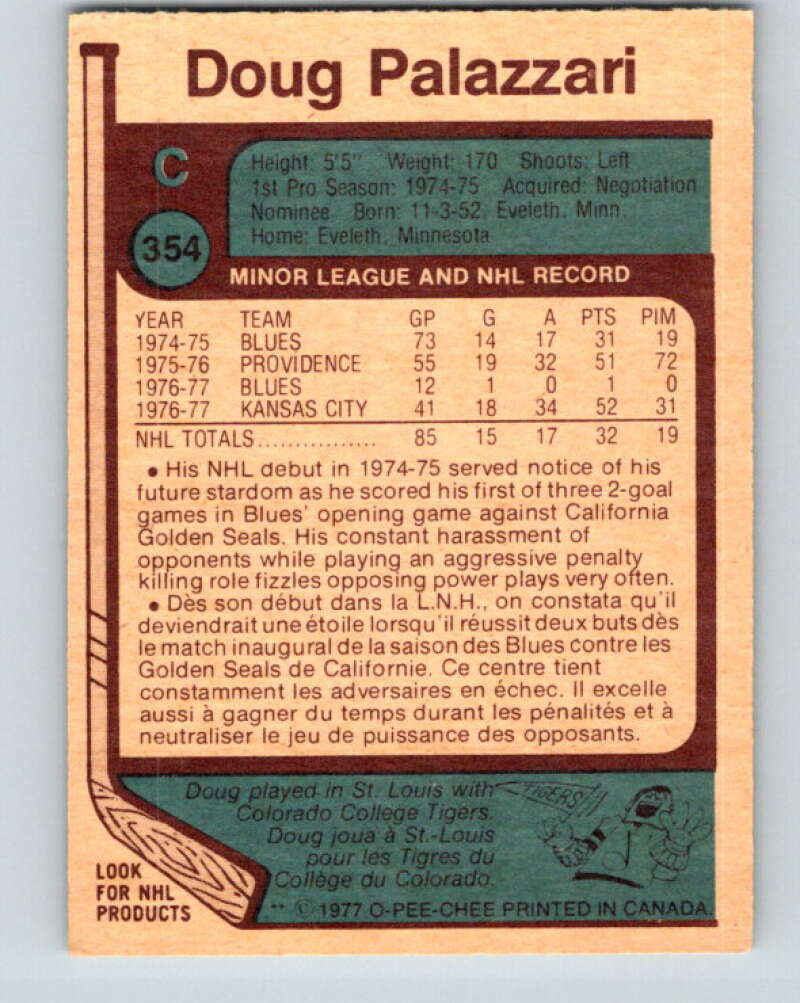 Doug Palazzari
C
Height: 5'5" Weight: 170 Shoots: Left
1st Pro Season: 1974-75 Acquired: Negotiation
Nominee Born: 11-3-52, Eveleth, Minn.
Home: Eveleth, Minnesota
354
MINOR LEAGUE AND NHL RECORD
YEAR TEAM GP G A PTS PIM
1974-75 BLUES 73 14 17 31 19
1975-76 PROVIDENCE 55 19 32 51 72
1976-77 BLUES 12 1 0 1 0
1976-77 KANSAS CITY 41 18 34 52 31
NHL TOTALS................ 85 15 17 32 19
• His NHL debut in 1974-75 served notice of his
future stardom as he scored his first of three 2-goal
games in Blues' opening game against California
Golden Seals. His constant harassment of
opponents while playing an aggressive penalty
killing role fizzles opposing power plays very often.
• Dès son début dans la L.N.H., on constata qu'il
deviendrait une étoile lorsqu'il réussit deux buts dès
le match inaugural de la saison des Blues contre les
Golden Seals de Californie. Ce centre tient
constamment les adversaires en échec. Il excelle
aussi à gagner du temps durant les pénalités et à
neutraliser le jeu de puissance des opposants.
Doug played in St. Louis with
Colorado College Tigers.
Doug joua à St.-Louis
pour les Tigres du
Collège du Colorado.
TIGERS
LOOK
FOR NHL
PRODUCTS
** © 1977 O-PEE-CHEE PRINTED IN CANADA.